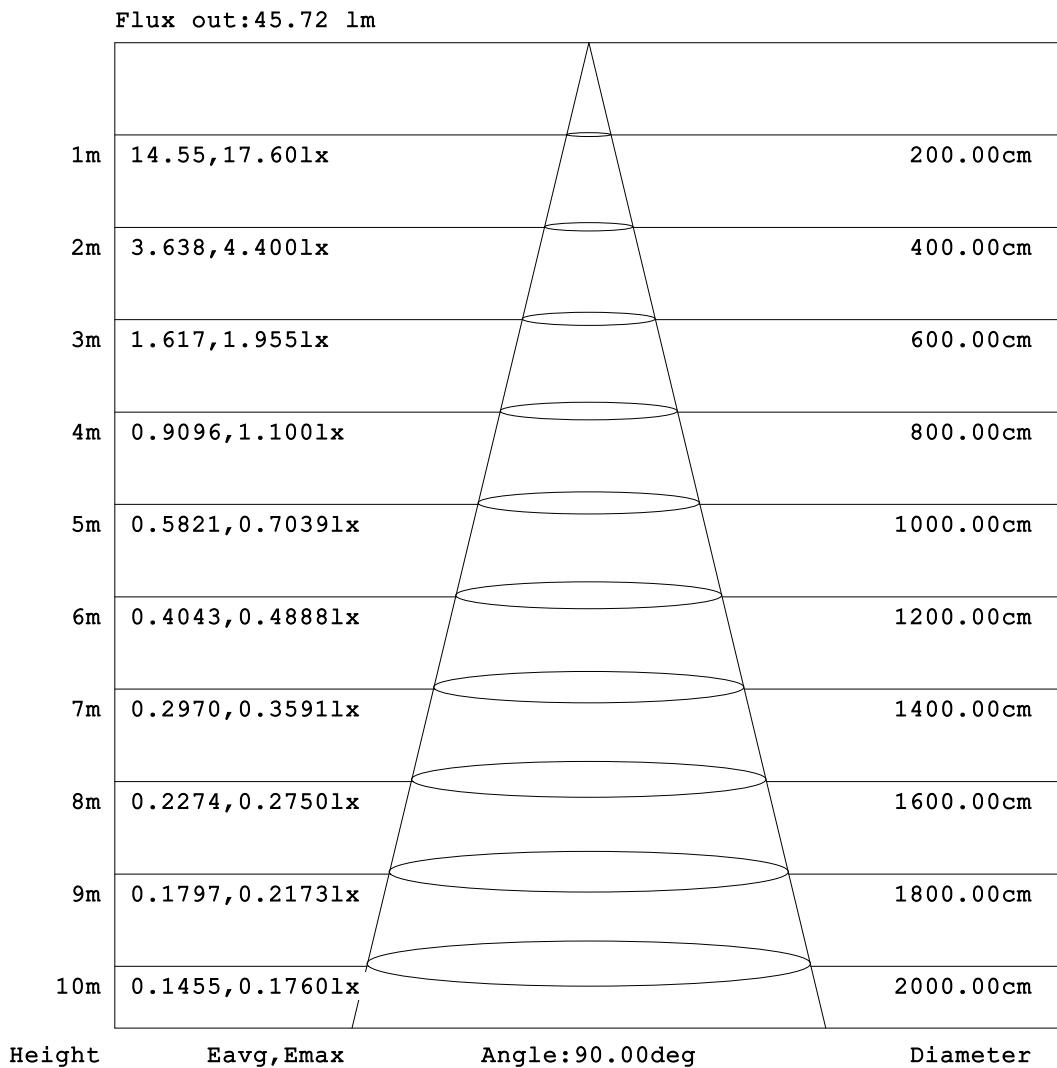 Flux out:45.72 lm
1m 14.55,17.60lx 200.00cm
2m 3.638,4.400lx 400.00cm
3m 1.617,1.955lx 600.00cm
4m 0.9096,1.100lx 800.00cm
5m 0.5821,0.7039lx 1000.00cm
6m 0.4043,0.4888lx 1200.00cm
7m 0.2970,0.3591lx 1400.00cm
8m 0.2274,0.2750lx 1600.00cm
9m 0.1797,0.2173lx 1800.00cm
10m 0.1455,0.1760lx 2000.00cm
Height Eavg,Emax Angle:90.00deg Diameter